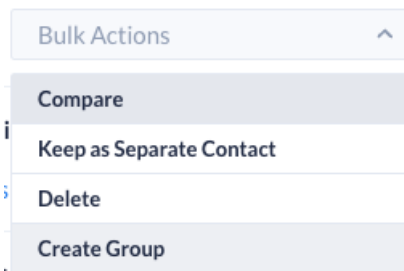 Bulk Actions
Compare
Keep as Separate Contact
Delete
Create Group